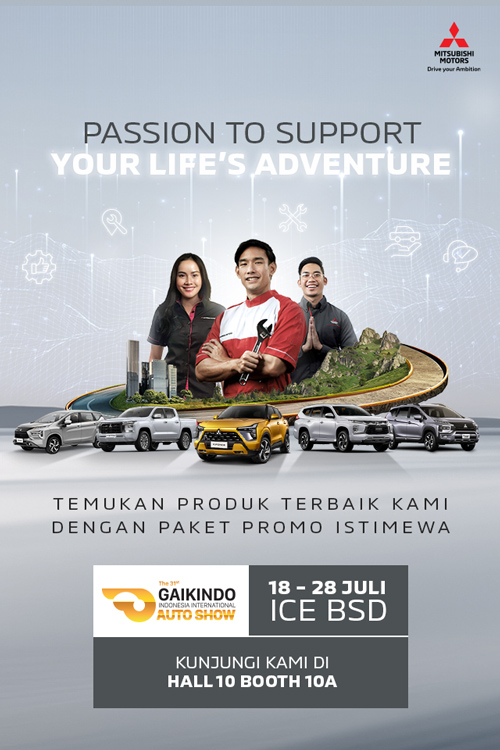 MITSUBISHI
MOTORS
Drive your Ambition
PASSION TO SUPPORT
YOUR LIFE'S ADVENTURE
TEMUKAN PRODUK TERBAIK KAMI
DENGAN PAKET PROMO ISTIMEWA
The 31st
GAIKINDO
INDONESIA INTERNATIONAL
AUTO SHOW
18 - 28 JULI
ICE BSD
KUNJUNGI KAMI DI
HALL 10 BOOTH 10A